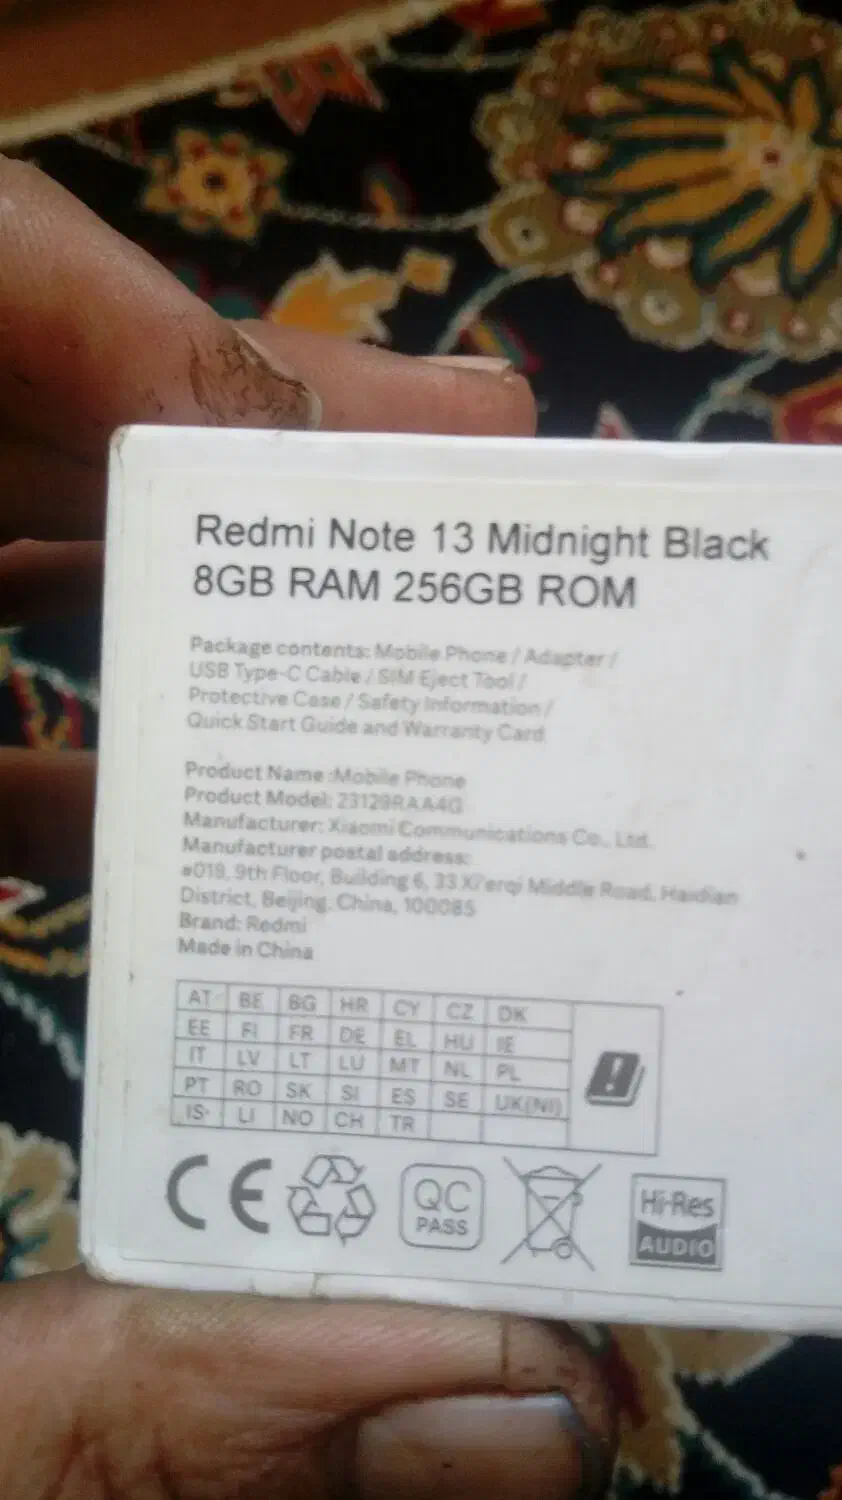 Redmi Note 13 Midnight Black
8GB RAM 256GB ROM
Package contents: Mobile Phone / Adapter /
USB Type-C Cable / SIM Eject Tool /
Protective Case / Safety Information /
Quick Start Guide and Warranty Card
Product Name :Mobile Phone
Product Model: 23129RAA4G
Manufacturer: Xiaomi Communications Co., Ltd.
Manufacturer postal address:
#019, 9th Floor, Building 6, 33 Xi'erqi Middle Road, Haidian
District, Beijing, China, 100085
Brand: Redmi
Made in China
AT BE BG HR CY CZ DK
EE FI FR DE EL HU IE
IT LV LT LU MT NL PL
PT RO SK SI ES SE UK(NI)
IS LI NO CH TR
CE
QC
PASS
Hi-Res
AUDIO